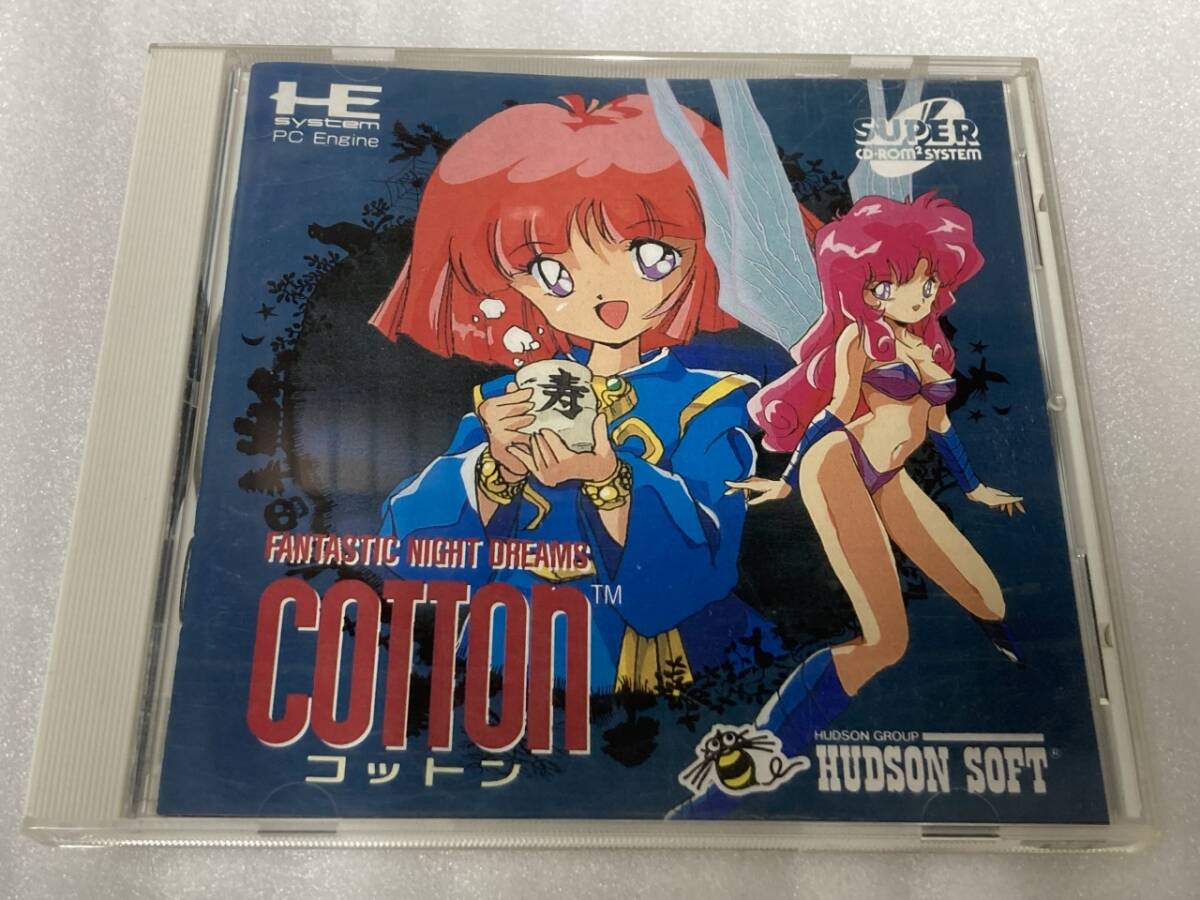 HE
system
PC Engine
SUPER
CD-ROM² SYSTEM
寿
FANTASTIC NIGHT DREAMS
COTTON™
コットン
HUDSON GROUP
HUDSON SOFT®